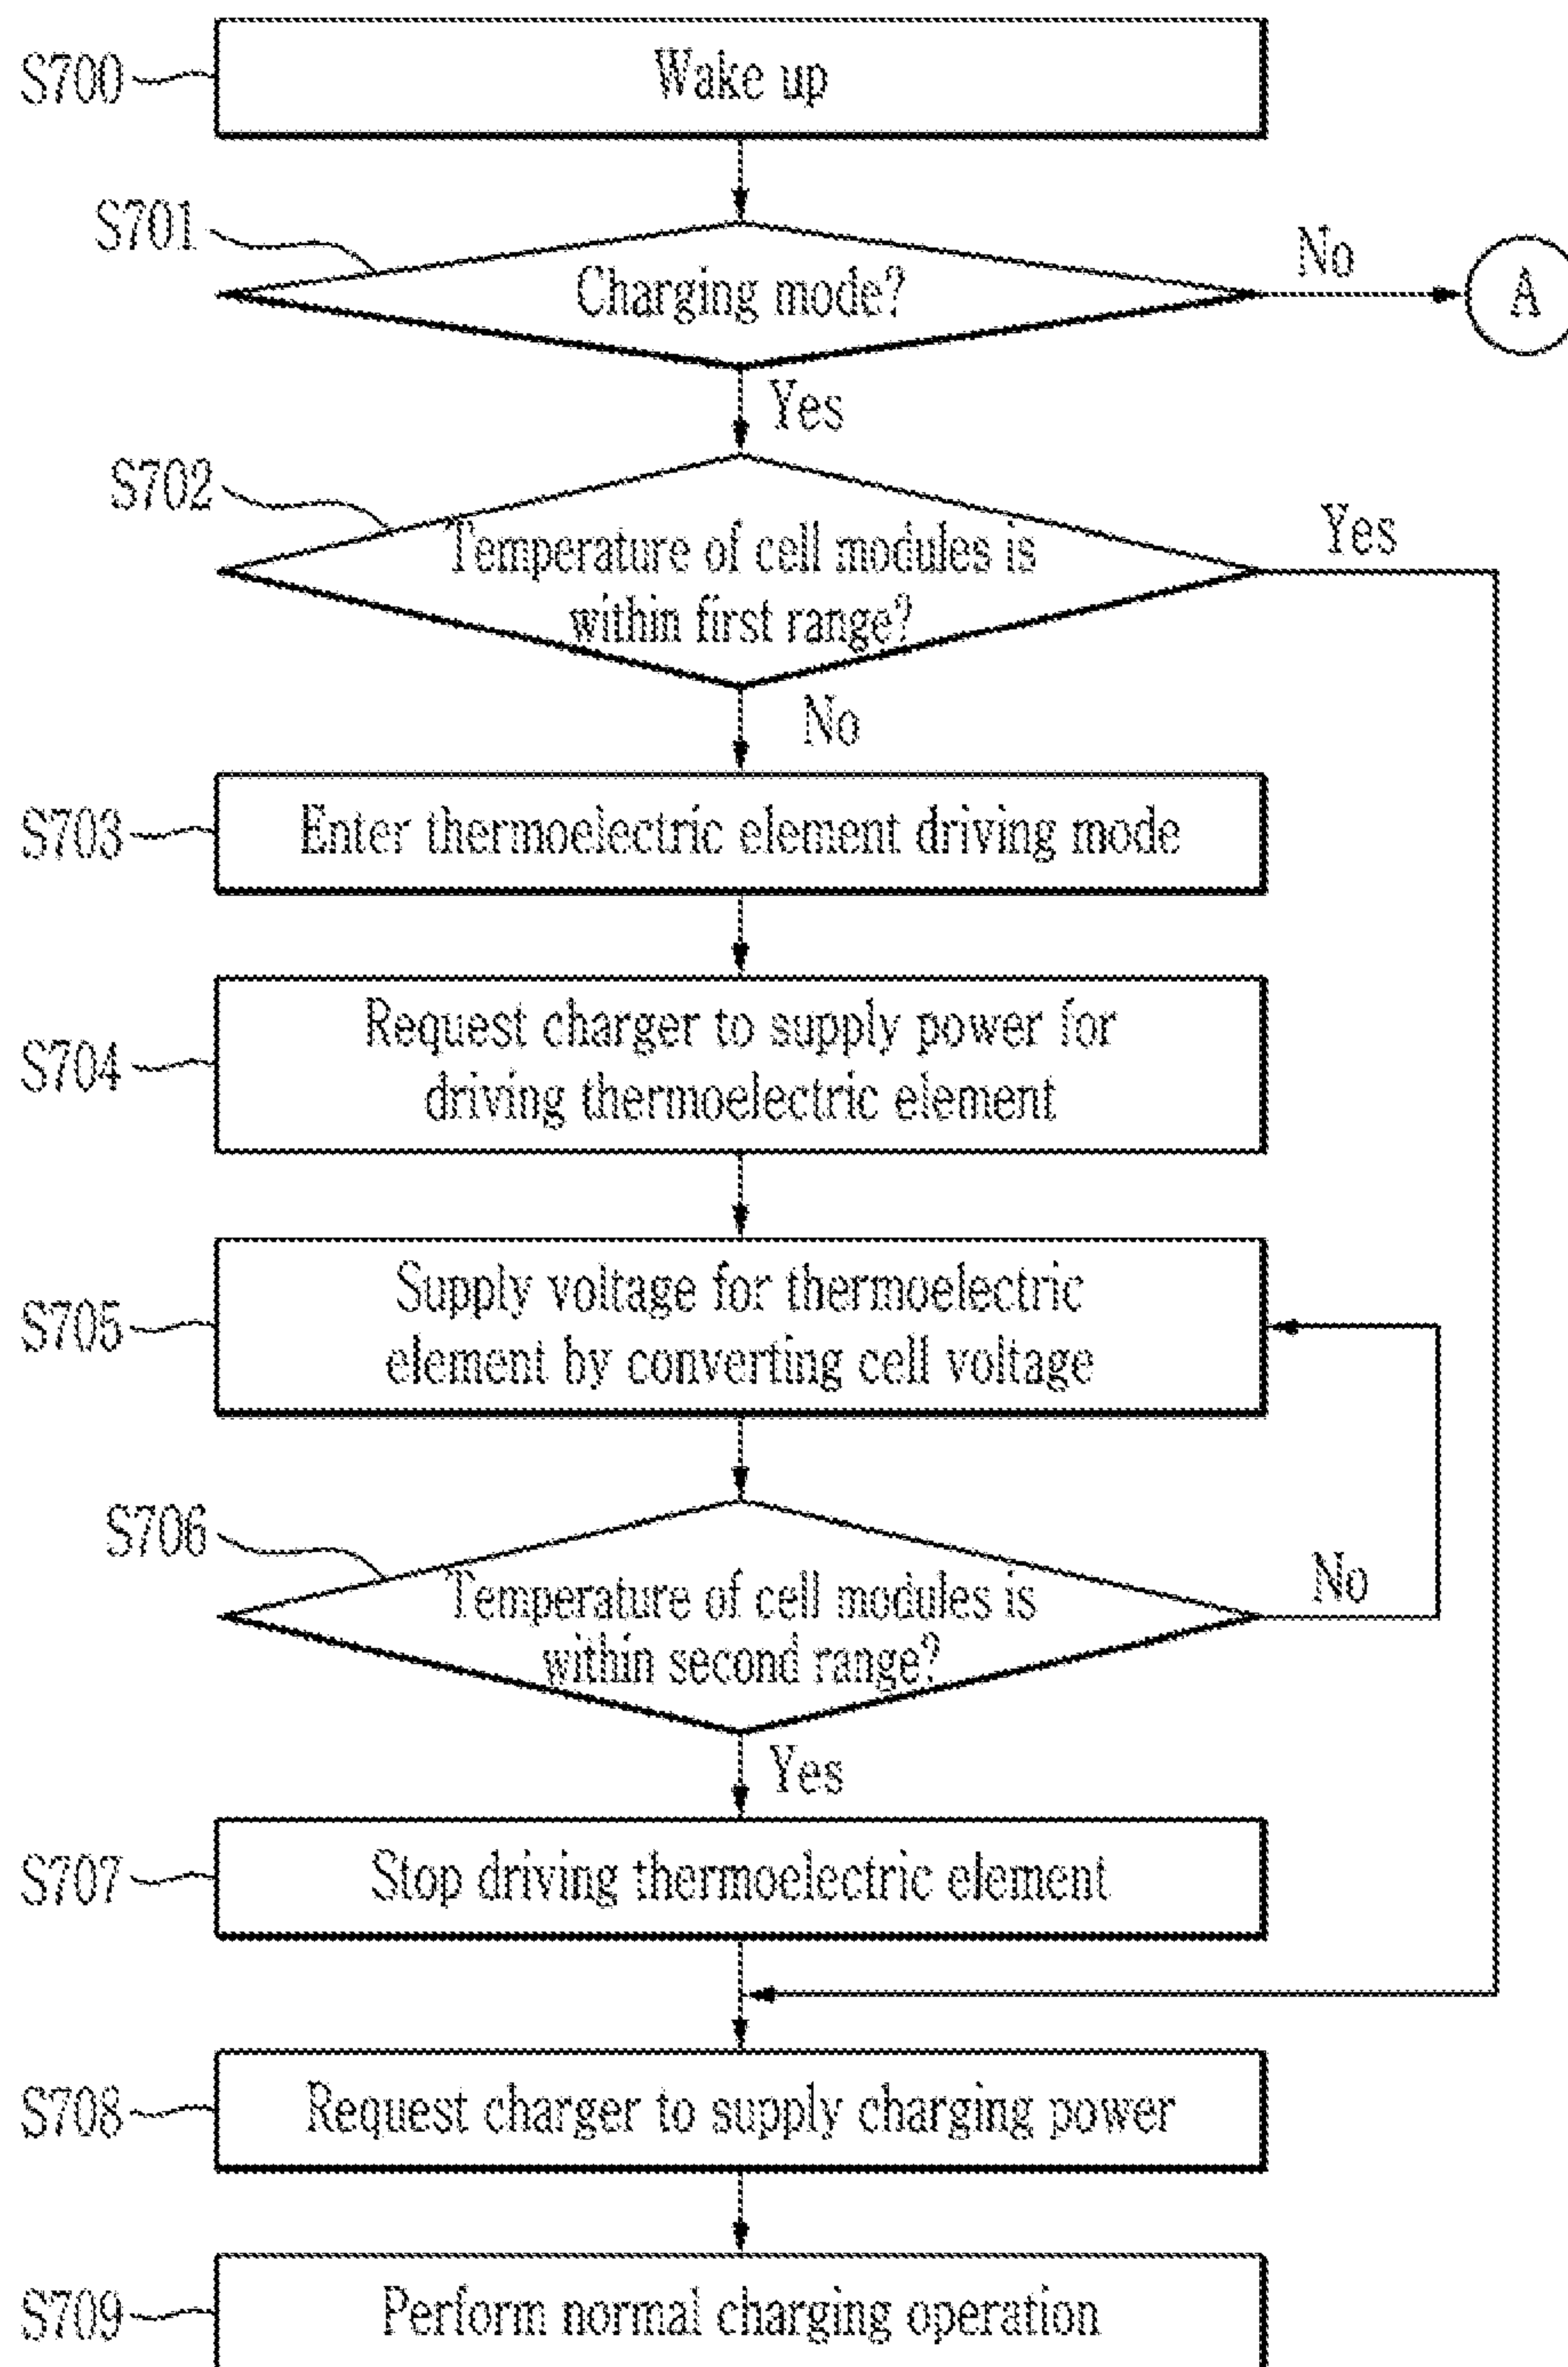 S700
Wake up
S701
Charging mode?
No
A
Yes
S702
Temperature of cell modules is
within first range?
Yes
No
S703
Enter thermoelectric element driving mode
S704
Request charger to supply power for
driving thermoelectric element
S705
Supply voltage for thermoelectric
element by converting cell voltage
S706
Temperature of cell modules is
within second range?
No
Yes
S707
Stop driving thermoelectric element
S708
Request charger to supply charging power
S709
Perform normal charging operation